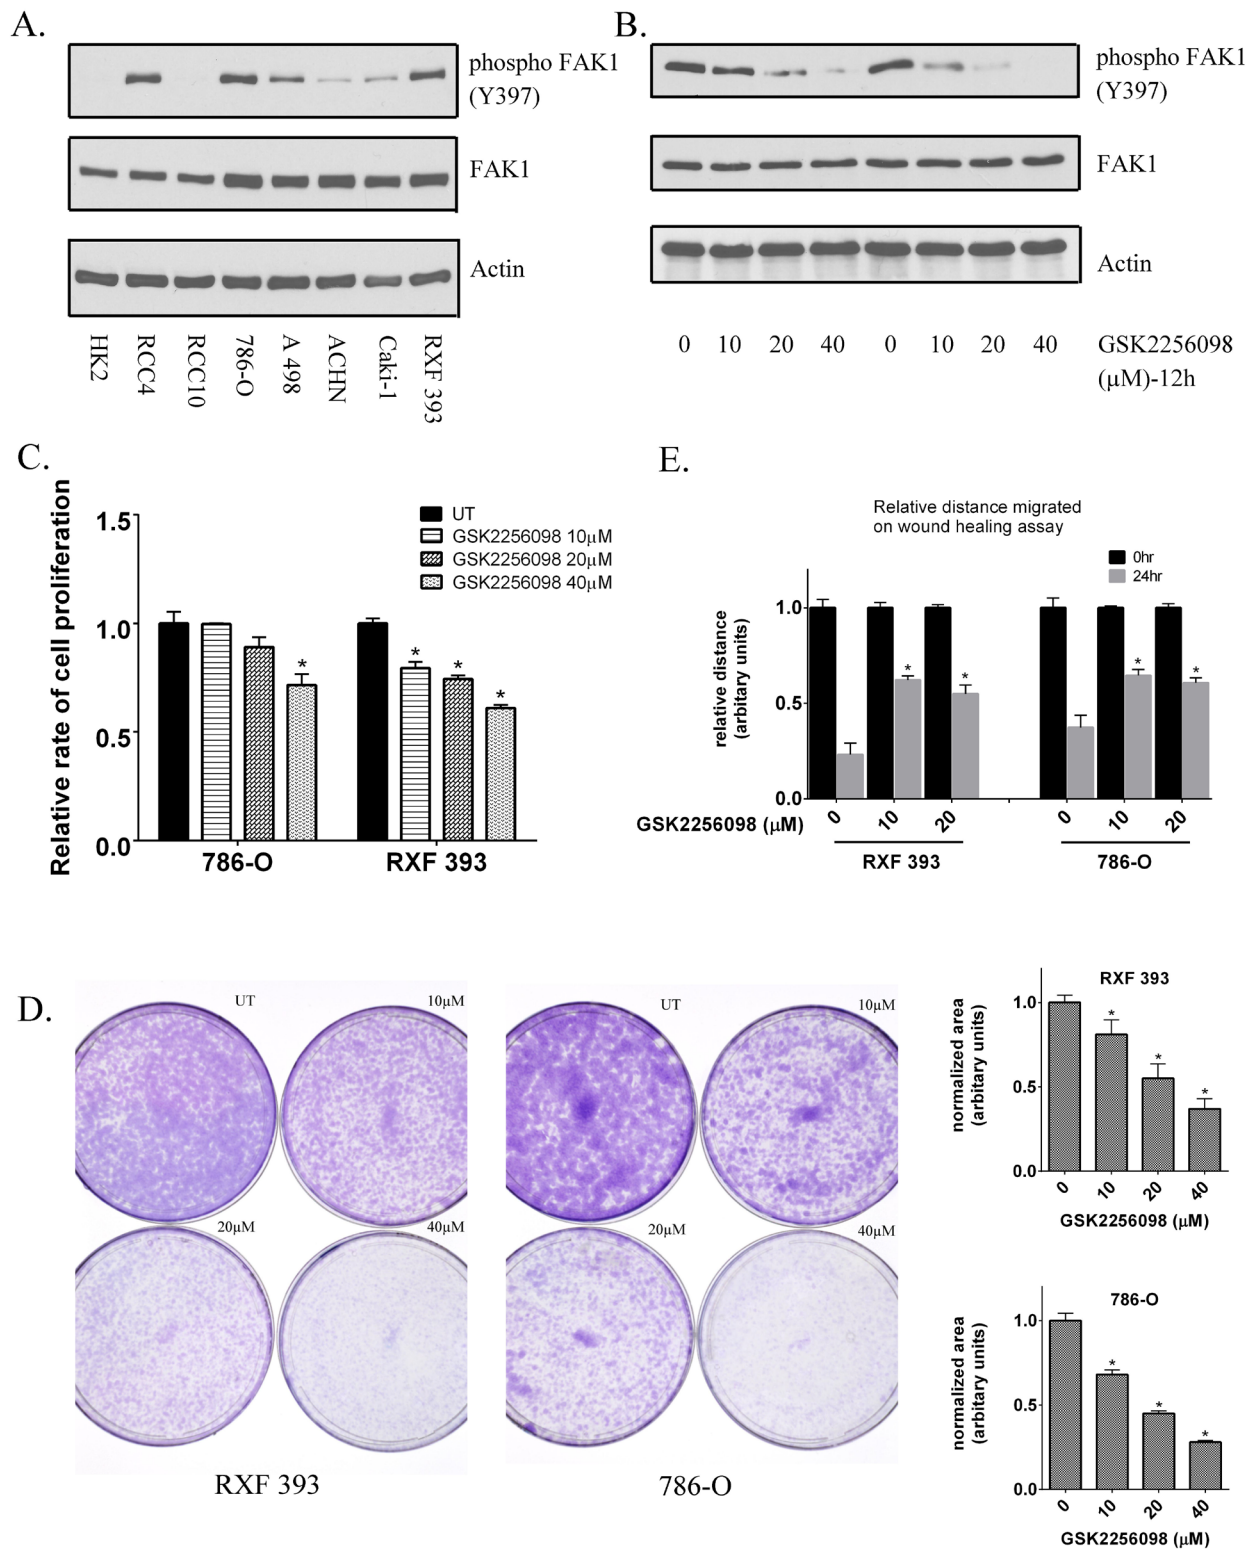 A.
phospho FAK1
(Y397)
FAK1
Actin
HK2
RCC4
RCC10
786-O
A 498
ACHN
Caki-1
RXF 393
B.
phospho FAK1
(Y397)
FAK1
Actin
0 10 20 40 0 10 20 40 GSK2256098
(µM)-12h
C.
Relative rate of cell proliferation
1.5
1.0
0.5
0.0
UT
GSK2256098 10µM
GSK2256098 20µM
GSK2256098 40µM
*
* * *
786-O RXF 393
E.
Relative distance migrated
on wound healing assay
0hr
24hr
relative distance
(arbitary units)
1.0
0.5
0.0
* * * *
GSK2256098 (µM) 0 10 20 0 10 20
RXF 393 786-O
D.
UT 10µM
20µM 40µM
RXF 393
UT 10µM
20µM 40µM
786-O
RXF 393
normalized area
(arbitary units)
1.0
0.5
0.0
* * *
0 10 20 40
GSK2256098 (µM)
786-O
normalized area
(arbitary units)
1.0
0.5
0.0
* * *
0 10 20 40
GSK2256098 (µM)